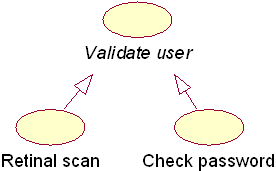 Validate user
Retinal scan
Check password